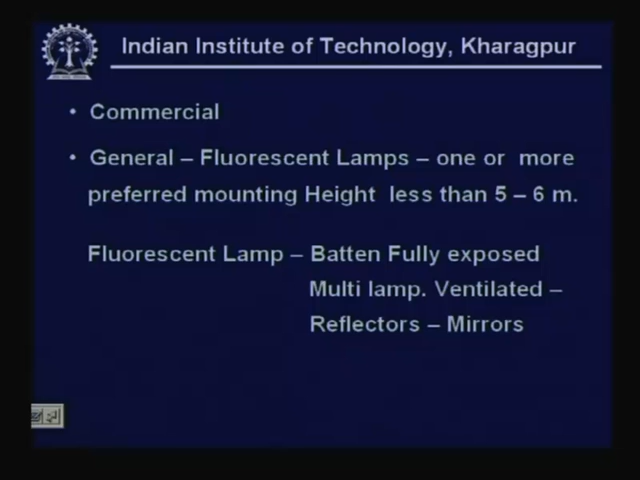 Indian Institute of Technology, Kharagpur
• Commercial
• General – Fluorescent Lamps – one or more
preferred mounting Height less than 5 – 6 m.
Fluorescent Lamp – Batten Fully exposed
Multi lamp. Ventilated –
Reflectors – Mirrors